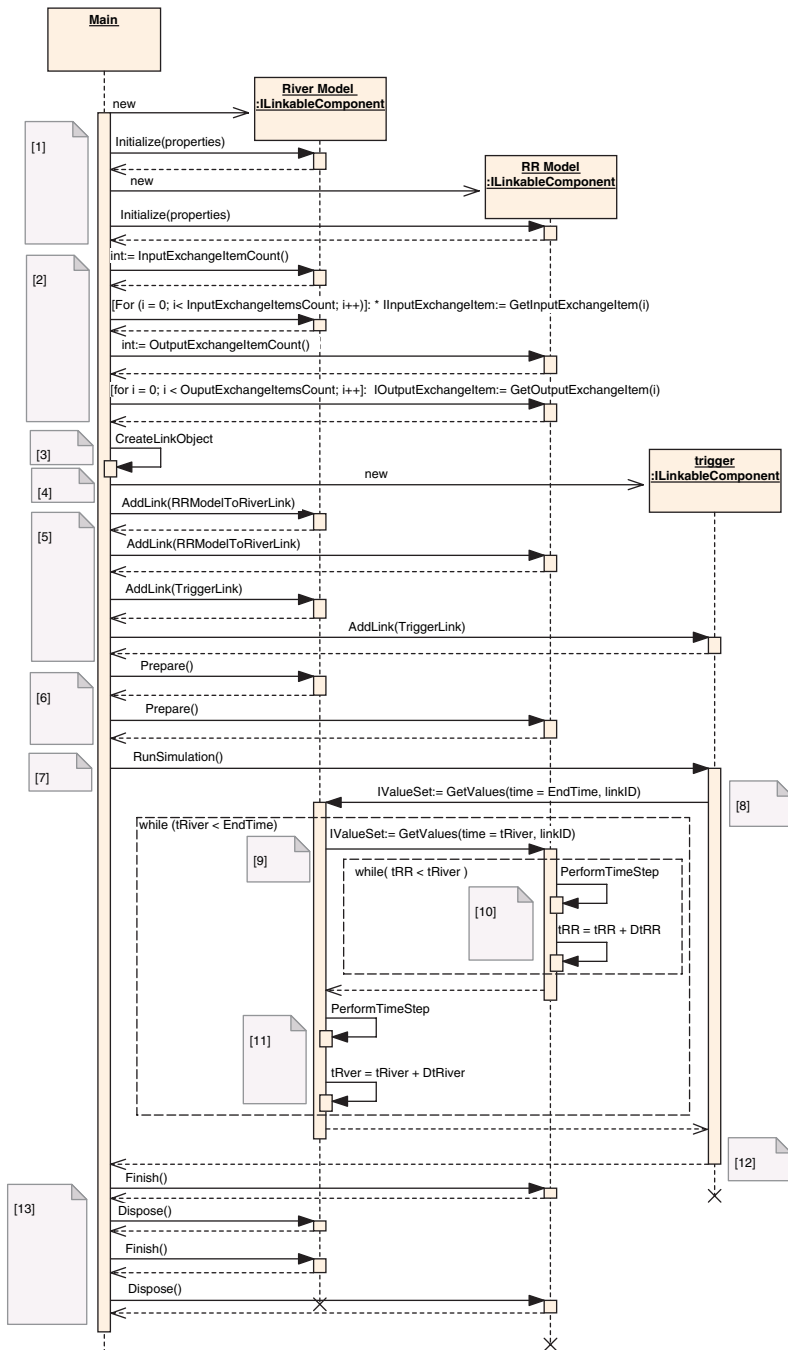 Main
River Model
:ILinkableComponent
new
[1]
Initialize(properties)
RR Model
:ILinkableComponent
new
Initialize(properties)
int:= InputExchangeItemCount()
[2]
[For (i = 0; i< InputExchangeItemsCount; i++)]: * IInputExchangeItem:= GetInputExchangeItem(i)
int:= OutputExchangeItemCount()
[for i = 0; i < OuputExchangeItemsCount; i++]: IOutputExchangeItem:= GetOutputExchangeItem(i)
CreateLinkObject
[3]
trigger
:ILinkableComponent
new
[4]
AddLink(RRModelToRiverLink)
[5]
AddLink(RRModelToRiverLink)
AddLink(TriggerLink)
AddLink(TriggerLink)
Prepare()
[6]
Prepare()
RunSimulation()
[7]
IValueSet:= GetValues(time = EndTime, linkID)
[8]
while (tRiver < EndTime)
IValueSet:= GetValues(time = tRiver, linkID)
[9]
while( tRR < tRiver )
PerformTimeStep
[10]
tRR = tRR + DtRR
PerformTimeStep
[11]
tRver = tRiver + DtRiver
[12]
Finish()
[13]
Dispose()
Finish()
Dispose()